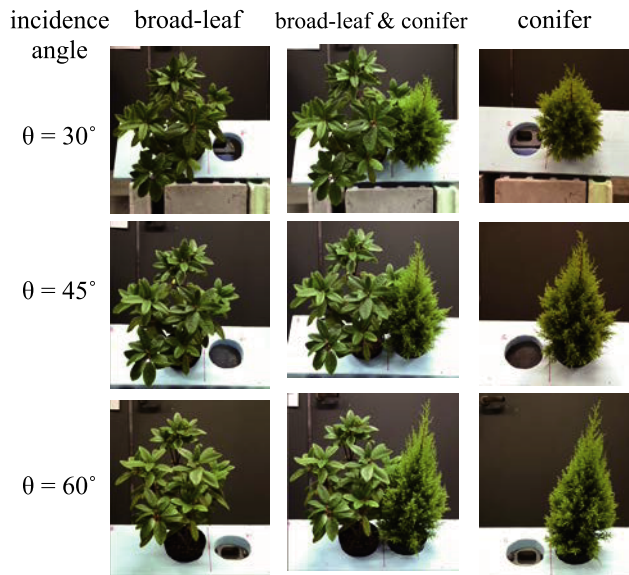 incidence angle
broad-leaf
broad-leaf & conifer
conifer
θ = 30˚
θ = 45˚
θ = 60˚